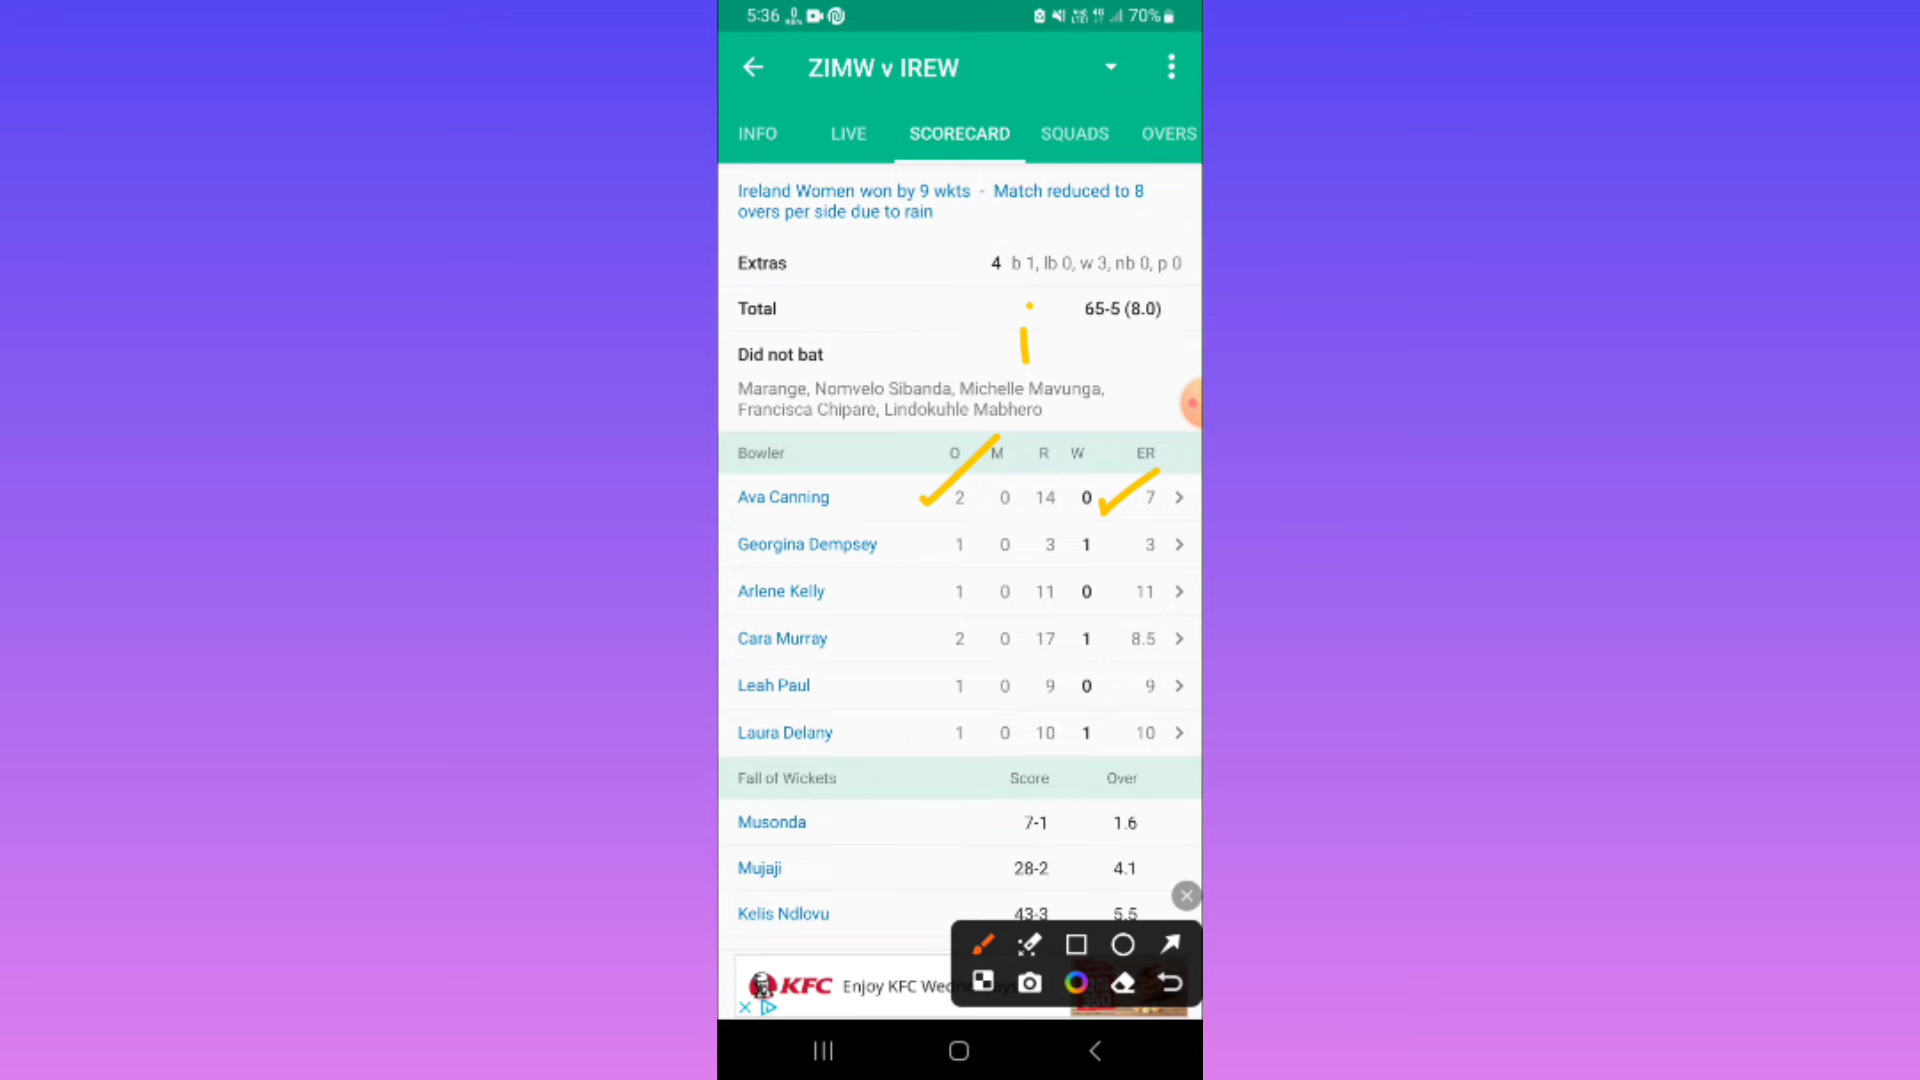 5:36 70%
ZIMW v IREW
INFO LIVE SCORECARD SQUADS OVERS
Ireland Women won by 9 wkts - Match reduced to 8
overs per side due to rain
Extras 4 b 1, lb 0, w 3, nb 0, p 0
Total 65-5 (8.0)
Did not bat
Marange, Nomvelo Sibanda, Michelle Mavunga,
Francisca Chipare, Lindokuhle Mabhero
Bowler O M R W ER
Ava Canning 2 0 14 0 7
Georgina Dempsey 1 0 3 1 3
Arlene Kelly 1 0 11 0 11
Cara Murray 2 0 17 1 8.5
Leah Paul 1 0 9 0 9
Laura Delany 1 0 10 1 10
Fall of Wickets Score Over
Musonda 7-1 1.6
Mujaji 28-2 4.1
Kelis Ndlovu 43-3 5.5
KFC Enjoy KFC